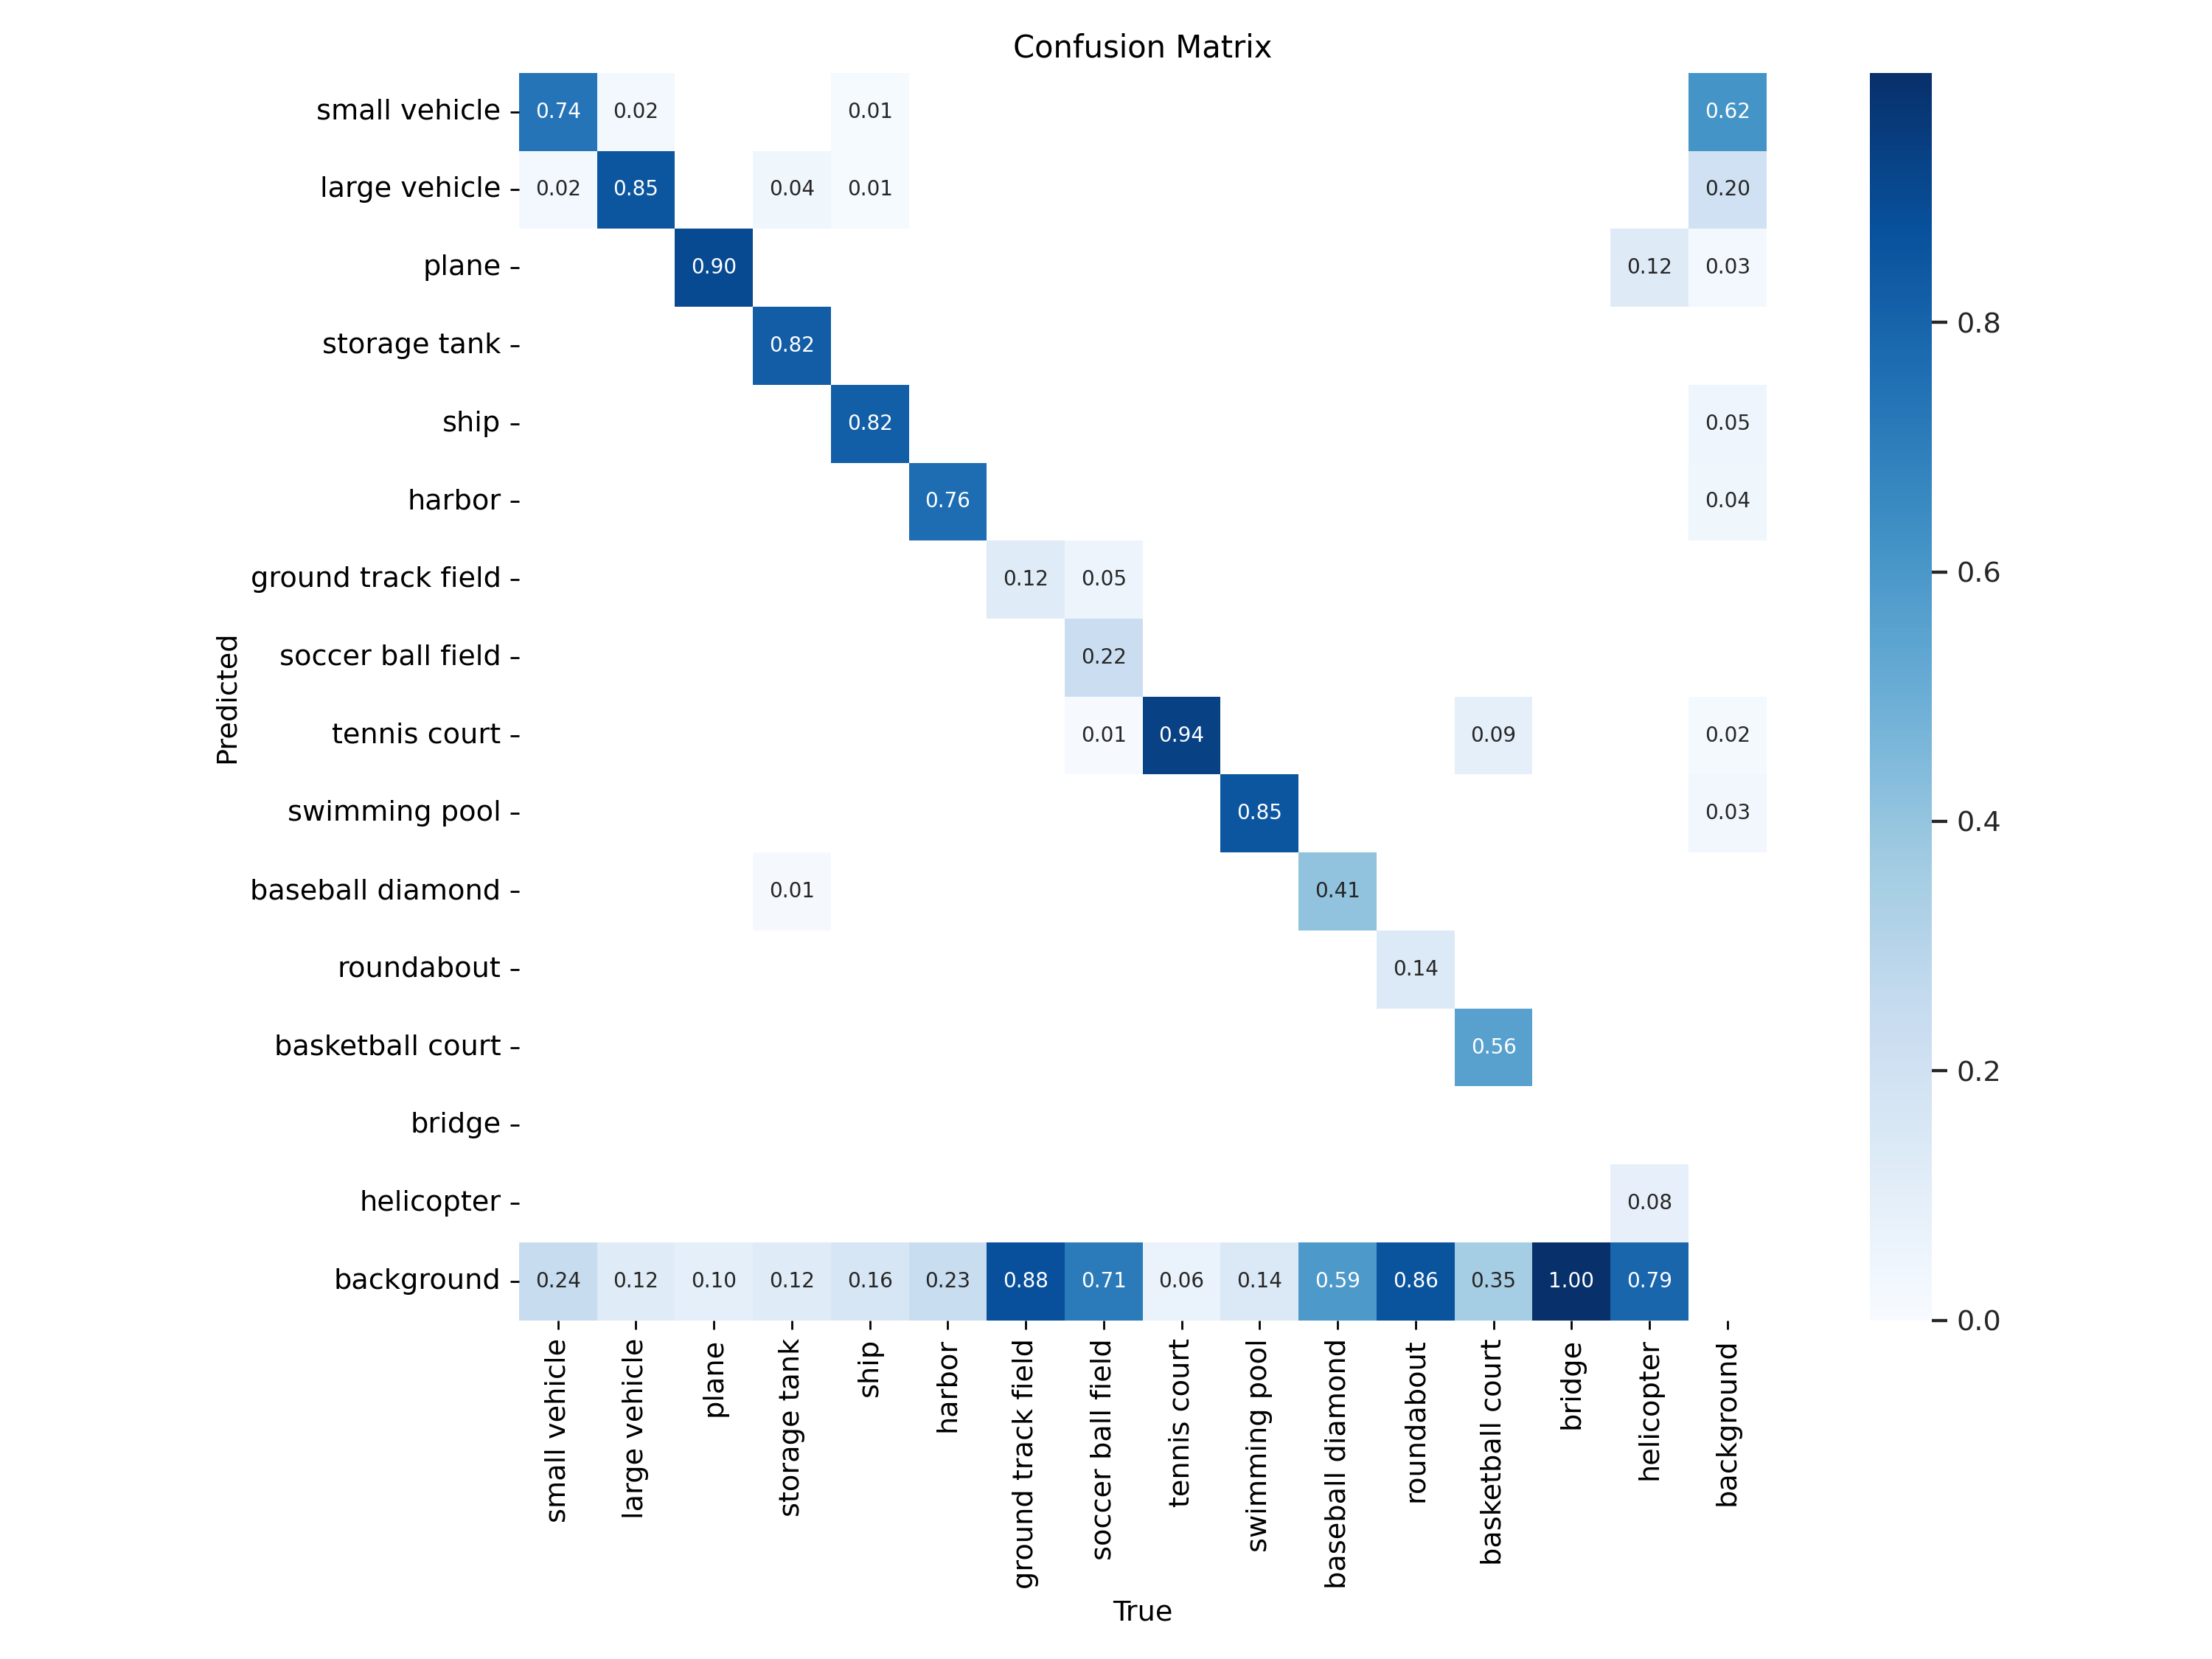 Confusion Matrix
small vehicle 0.74 0.02 0.01 0.62
large vehicle 0.02 0.85 0.04 0.01 0.20
plane 0.90 0.12 0.03
0.8
storage tank 0.82
ship 0.82 0.05
harbor 0.76 0.04
ground track field 0.12 0.05
0.6
Predicted
soccer ball field 0.22
tennis court 0.01 0.94 0.09 0.02
swimming pool 0.85 0.03
0.4
baseball diamond 0.01 0.41
roundabout 0.14
basketball court 0.56
0.2
bridge
helicopter 0.08
background 0.24 0.12 0.10 0.12 0.16 0.23 0.88 0.71 0.06 0.14 0.59 0.86 0.35 1.00 0.79
0.0
small vehicle
large vehicle
plane
storage tank
ship
harbor
ground track field
soccer ball field
tennis court
swimming pool
baseball diamond
roundabout
basketball court
bridge
helicopter
background
True